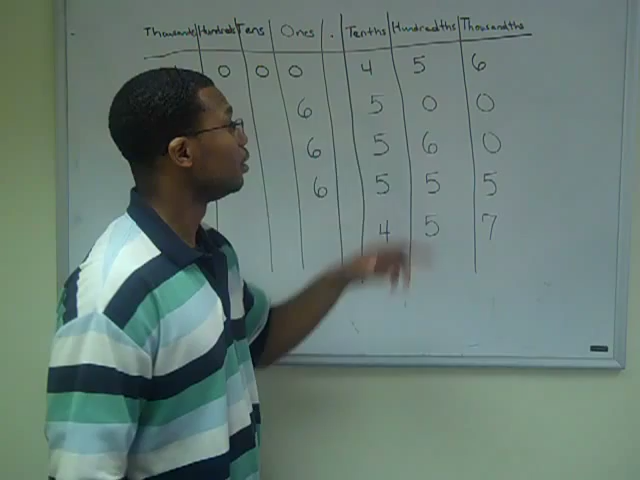 Thousands Hundreds Tens Ones . Tenths Hundredths Thousandths
0 0 0 4 5 6
6 5 0 0
6 5 6 0
6 5 5 5
4 5 7